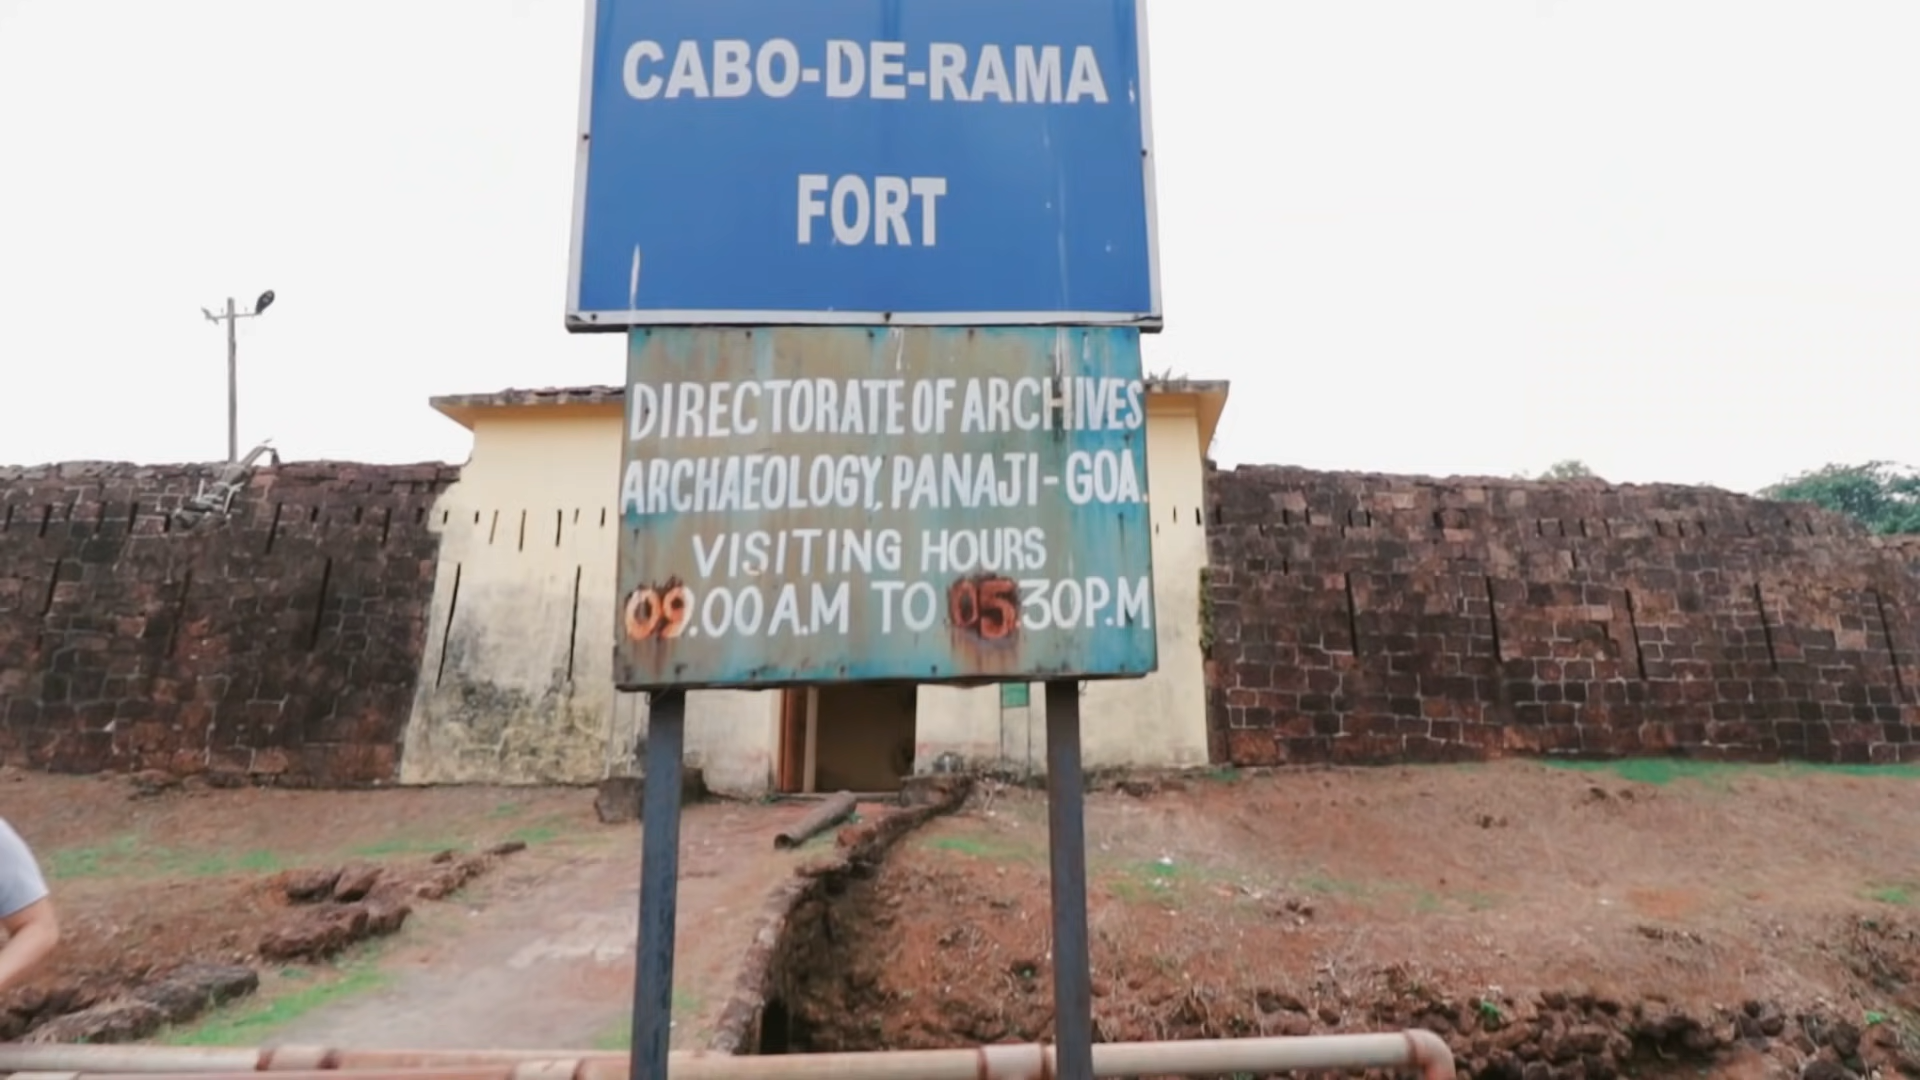 CABO-DE-RAMA
FORT
DIRECTORATE OF ARCHIVES
ARCHAEOLOGY, PANAJI-GOA.
VISITING HOURS
09.00 A.M TO 05.30P.M